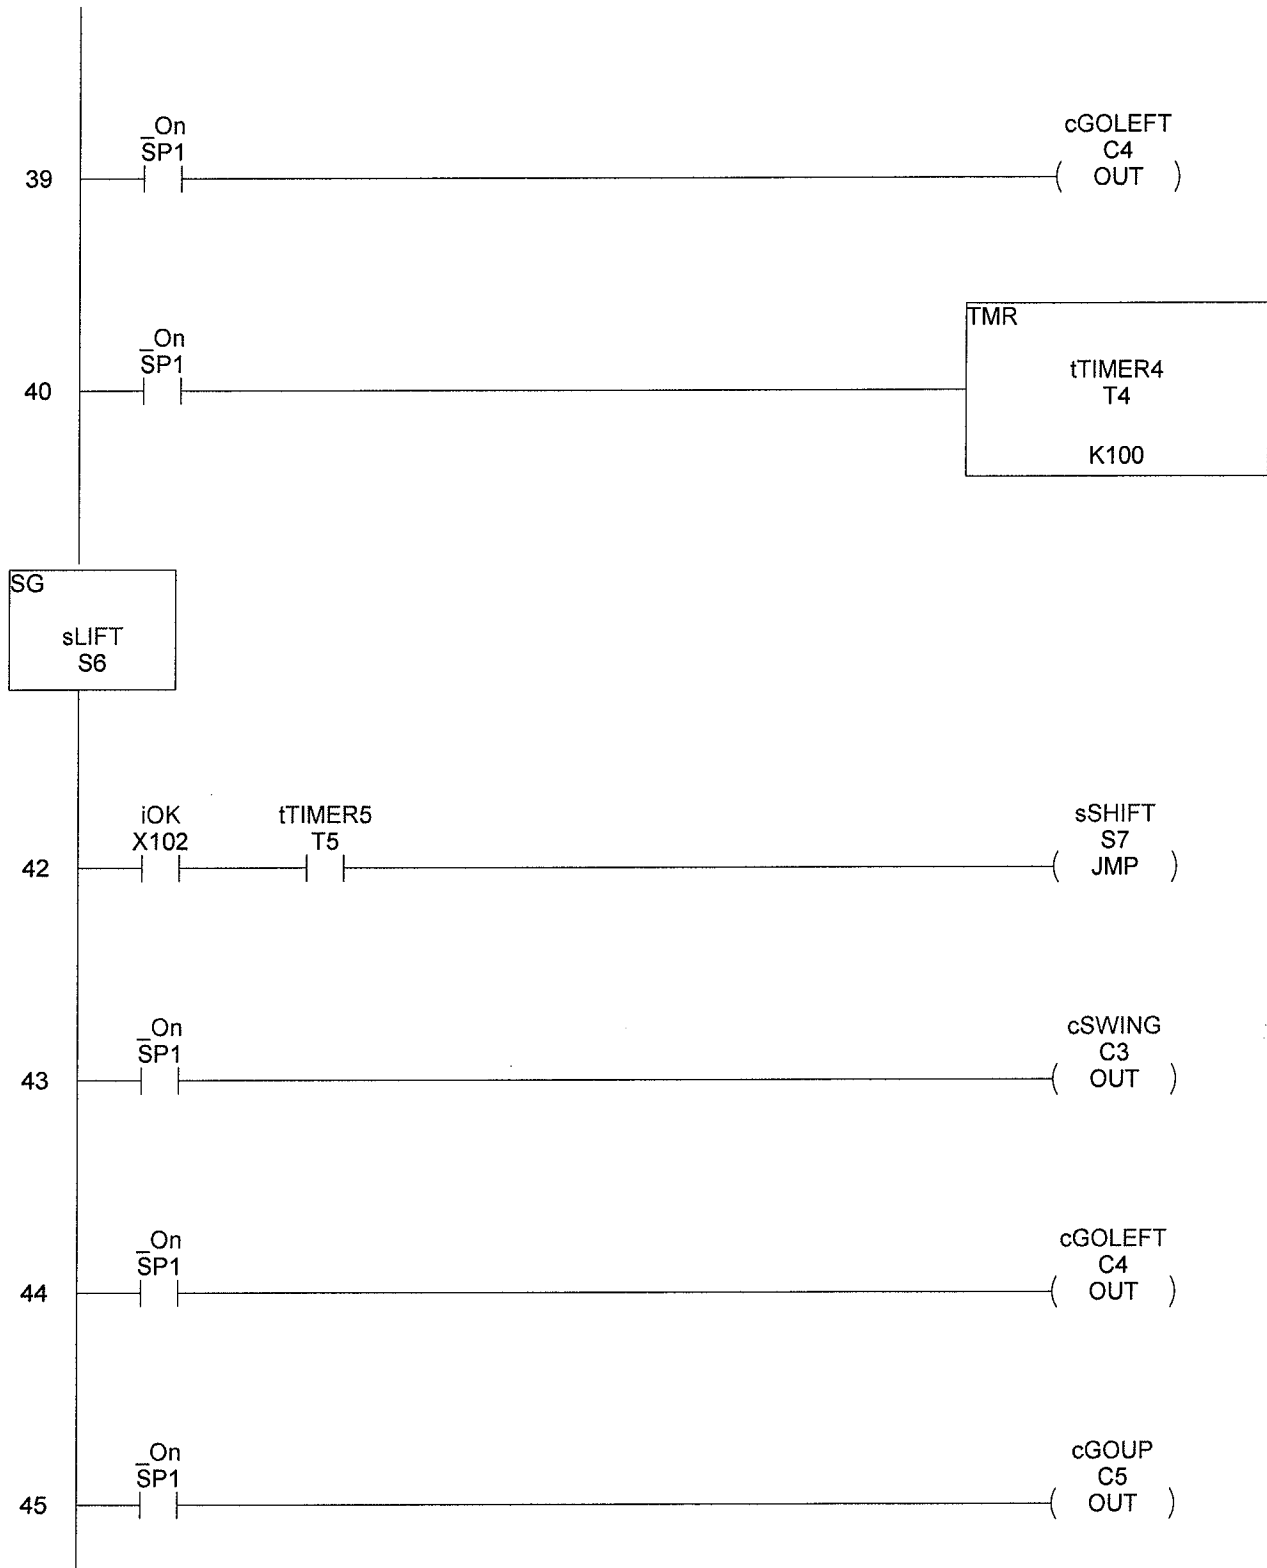 _On
SP1
cGOLEFT
C4
39
OUT
TMR
_On
SP1
tTIMER4
T4
40
K100
SG
sLIFT
S6
iOK
X102
tTIMER5
T5
sSHIFT
S7
42
JMP
_On
SP1
cSWING
C3
43
OUT
_On
SP1
cGOLEFT
C4
44
OUT
_On
SP1
cGOUP
C5
45
OUT